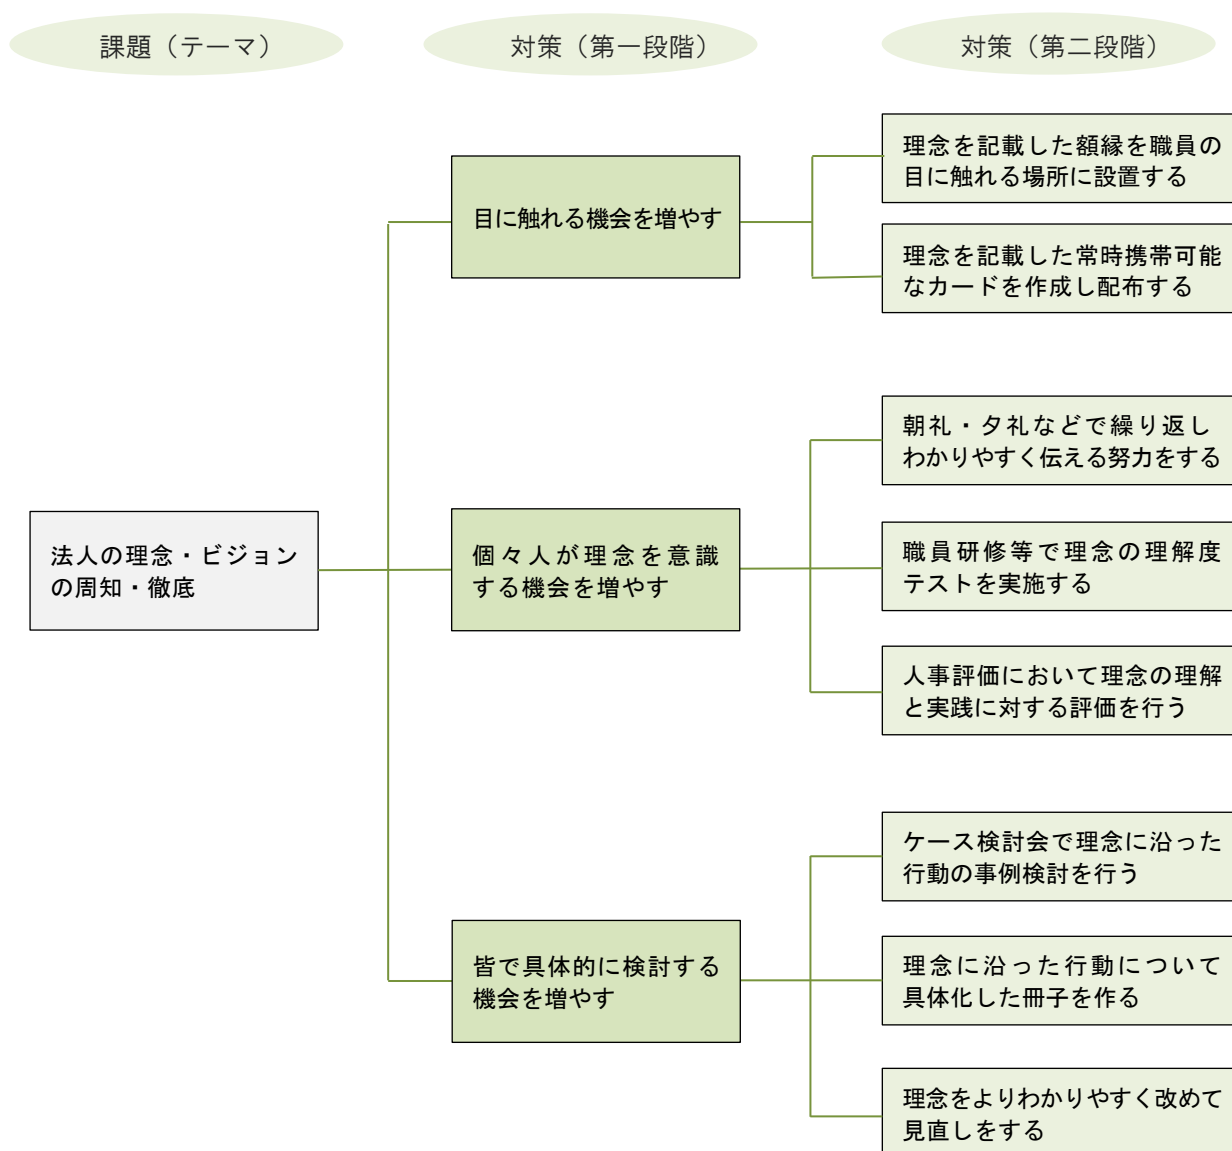 課題（テーマ）
対策（第一段階）
対策（第二段階）
法人の理念・ビジョン
の周知・徹底
目に触れる機会を増やす
理念を記載した額縁を職員の
目に触れる場所に設置する
理念を記載した常時携帯可能
なカードを作成し配布する
個々人が理念を意識
する機会を増やす
朝礼・夕礼などで繰り返し
わかりやすく伝える努力をする
職員研修等で理念の理解度
テストを実施する
人事評価において理念の理解
と実践に対する評価を行う
皆で具体的に検討する
機会を増やす
ケース検討会で理念に沿った
行動の事例検討を行う
理念に沿った行動について
具体化した冊子を作る
理念をよりわかりやすく改めて
見直しをする